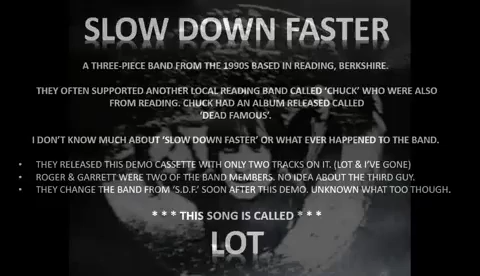 SLOW DOWN FASTER
A THREE-PIECE BAND FROM THE 1990S BASED IN READING, BERKSHIRE.
THEY OFTEN SUPPORTED ANOTHER LOCAL READING BAND CALLED ‘CHUCK’ WHO WERE ALSO
FROM READING. CHUCK HAD AN ALBUM RELEASED CALLED
‘DEAD FAMOUS’.
I DON’T KNOW MUCH ABOUT ‘SLOW DOWN FASTER’ OR WHAT EVER HAPPENED TO THE BAND.
• THEY RELEASED THIS DEMO CASSETTE WITH ONLY TWO TRACKS ON IT. (LOT & I’VE GONE)
• ROGER & GARRETT WERE TWO OF THE BAND MEMBERS. NO IDEA ABOUT THE THIRD GUY.
• THEY CHANGE THE BAND FROM ‘S.D.F.’ SOON AFTER THIS DEMO. UNKNOWN WHAT TOO THOUGH.
* * * THIS SONG IS CALLED * * *
LOT